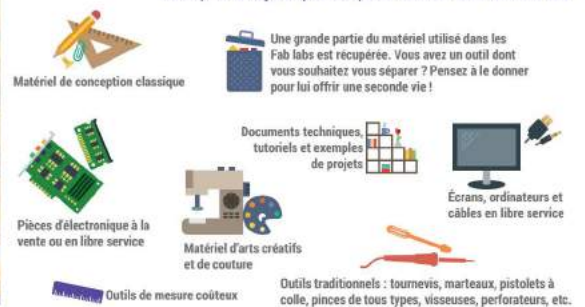 Matériel de conception classique
Une grande partie du matériel utilisé dans les
Fab labs est récupérée. Vous avez un outil dont
vous souhaitez vous séparer ? Pensez à le donner
pour lui offrir une seconde vie !
Documents techniques,
tutoriels et exemples
de projets
Écrans, ordinateurs et
câbles en libre service
Pièces d'électronique à la
vente ou en libre service
Matériel d'arts créatifs
et de couture
Outils de mesure coûteux
Outils traditionnels : tournevis, marteaux, pistolets à
colle, pinces de tous types, visseuses, perforateurs, etc.